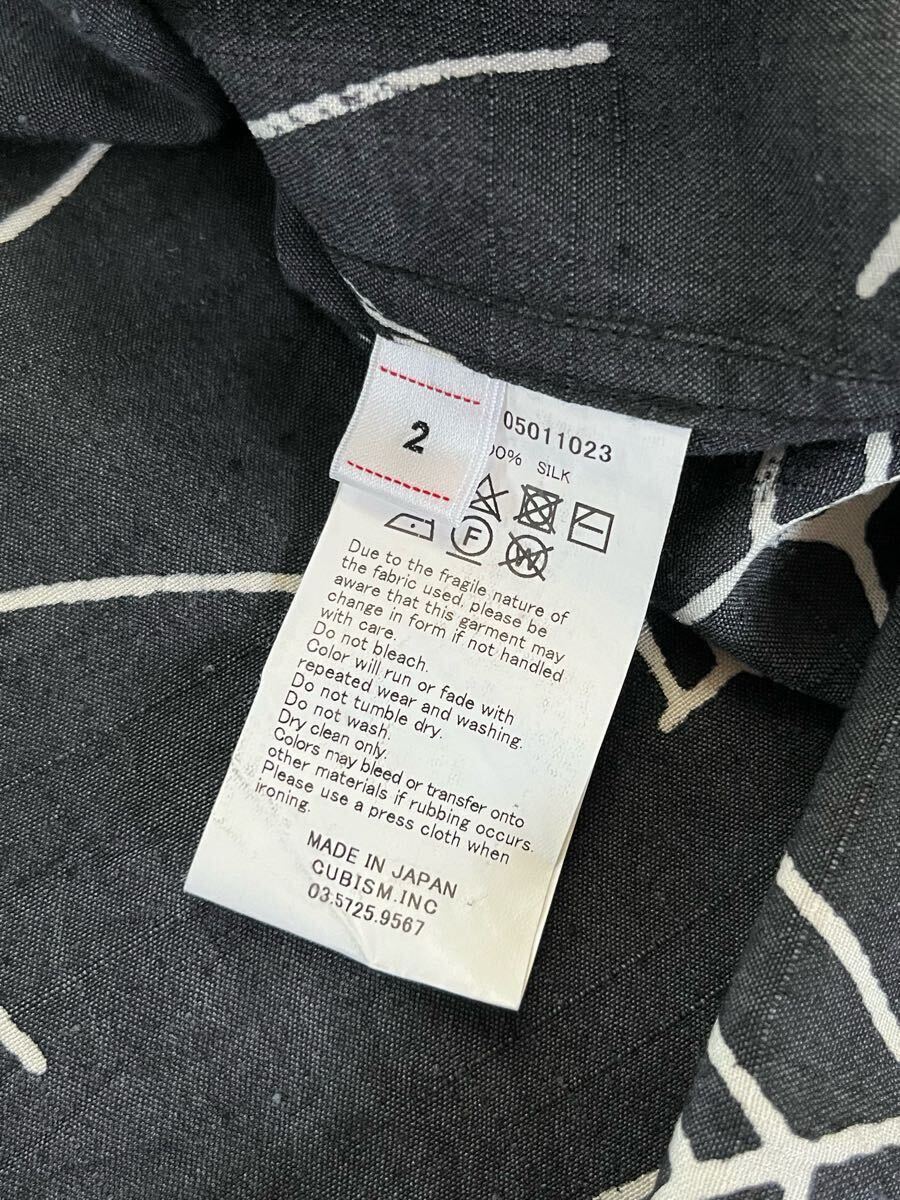 2
05011023
00% SILK
F
W
Due to the fragile nature of
the fabric used, please be
aware that this garment may
change in form if not handled
with care.
Do not bleach.
Color will run or fade with
repeated wear and washing.
Do not tumble dry.
Do not wash.
Dry clean only.
Colors may bleed or transfer onto
other materials if rubbing occurs.
Please use a press cloth when
ironing.
MADE IN JAPAN
CUBISM.INC
03.5725.9567